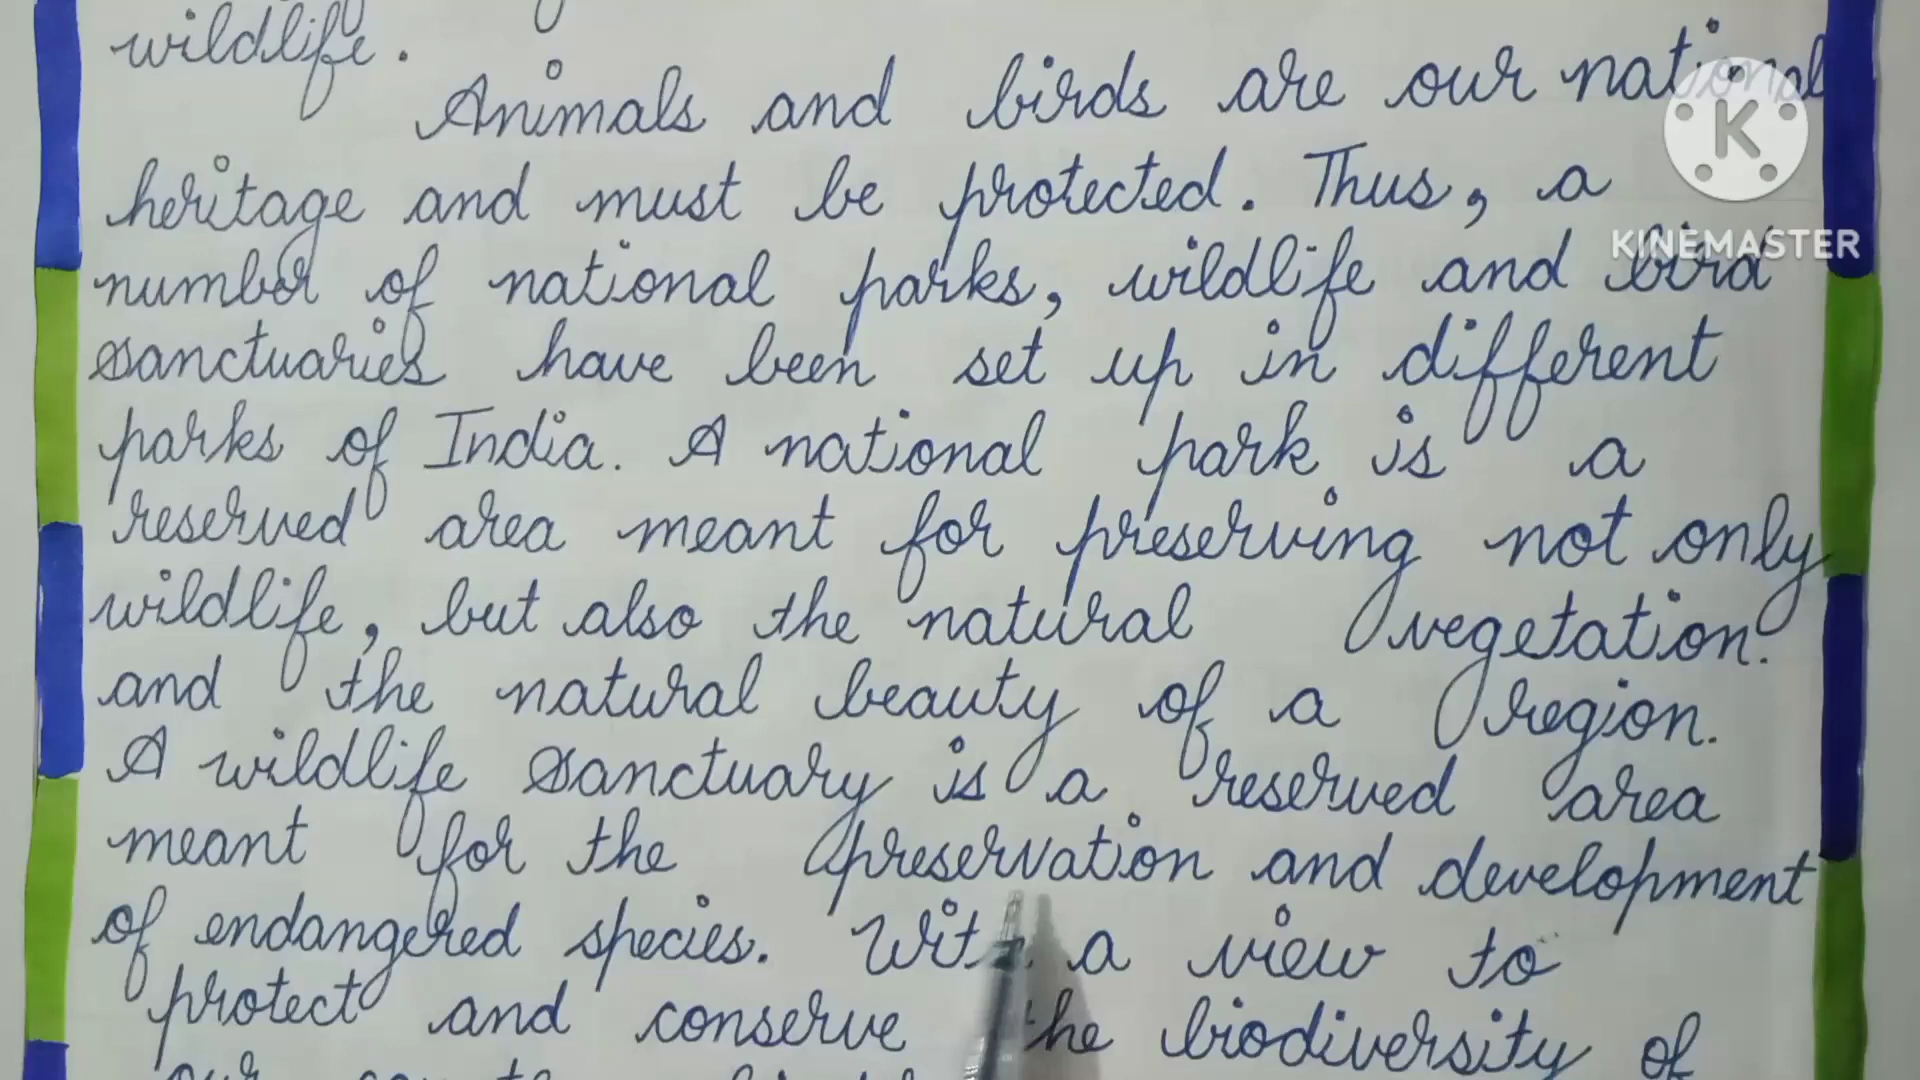 wildlife.
Animals and birds are our national
heritage and must be protected. Thus, a
number of national parks, wildlife and bird
sanctuaries have been set up in different
parks of India. A national park is a
reserved area meant for preserving not only
wildlife, but also the natural vegetation.
and the natural beauty of a region.
A wildlife sanctuary is a reserved area
meant for the preservation and development
of endangered species. With a view to
protect and conserve the biodiversity of
our
K
KINEMASTER